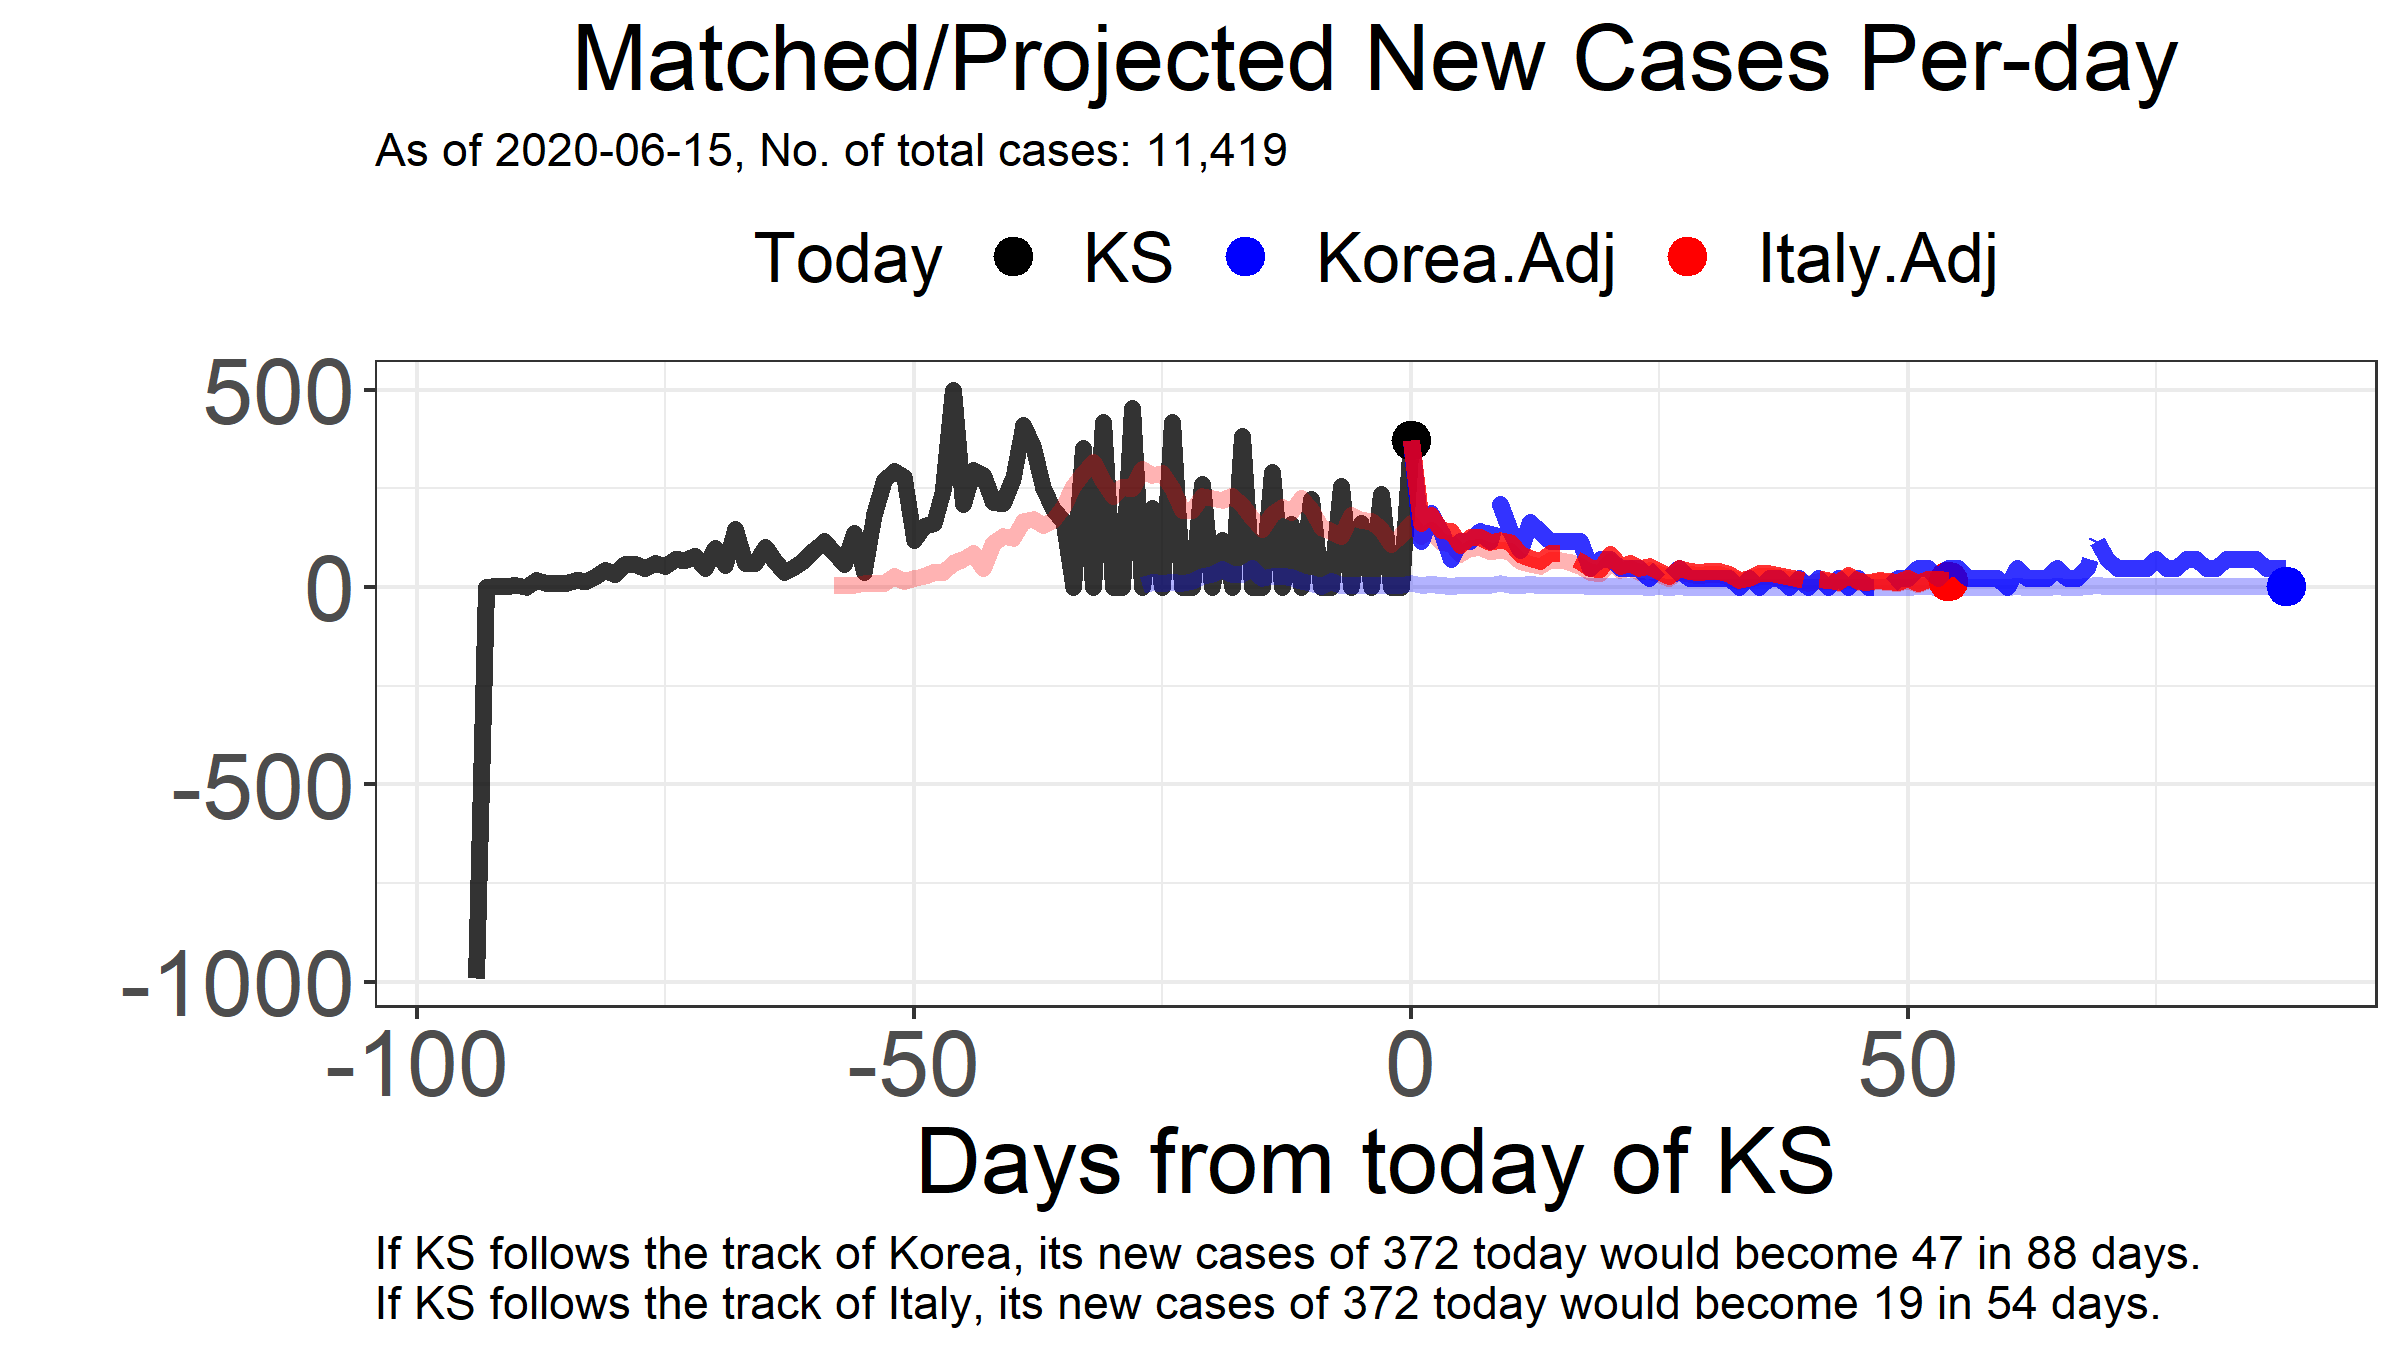 Matched/Projected New Cases Per-day
As of 2020-06-15, No. of total cases: 11,419
Today KS Korea.Adj Italy.Adj
500
0
-500
-1000
-100 -50 0 50
Days from today of KS
If KS follows the track of Korea, its new cases of 372 today would become 47 in 88 days.
If KS follows the track of Italy, its new cases of 372 today would become 19 in 54 days.